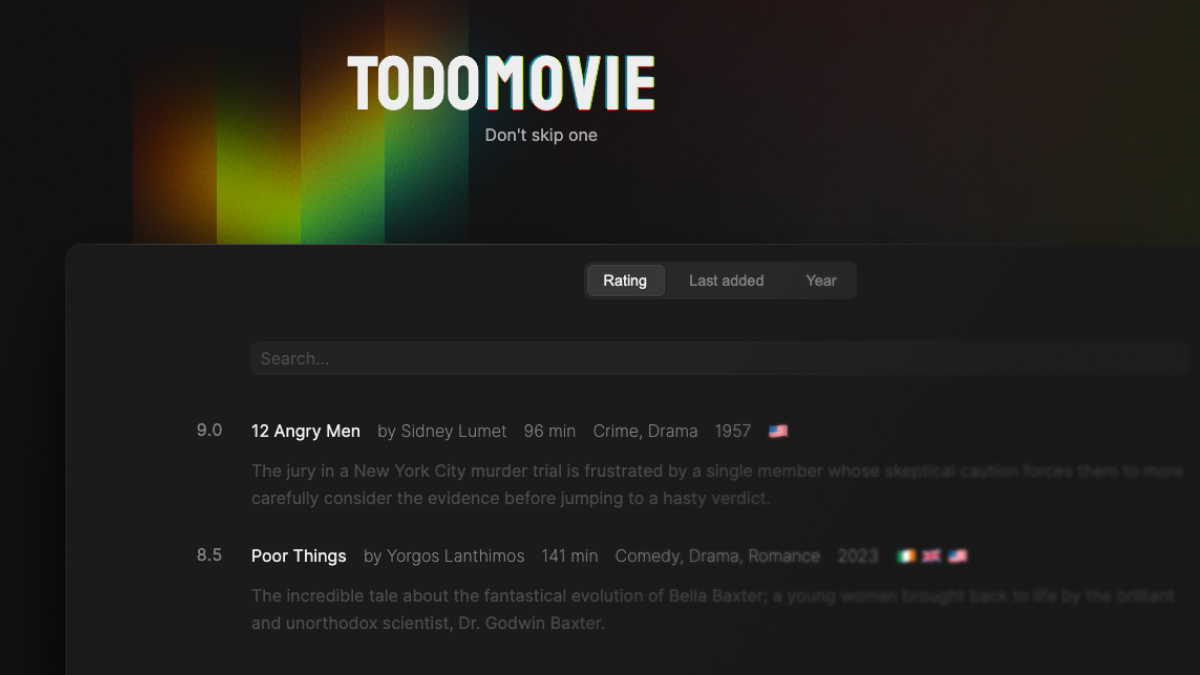 TODOMOVIE
Don't skip one
Rating Last added Year
Search...
9.0 12 Angry Men by Sidney Lumet 96 min Crime, Drama 1957
The jury in a New York City murder trial is frustrated by a single member whose skeptical caution forces them to more
carefully consider the evidence before jumping to a hasty verdict.
8.5 Poor Things by Yorgos Lanthimos 141 min Comedy, Drama, Romance 2023
The incredible tale about the fantastical evolution of Bella Baxter; a young woman brought back to life by the brilliant
and unorthodox scientist, Dr. Godwin Baxter.